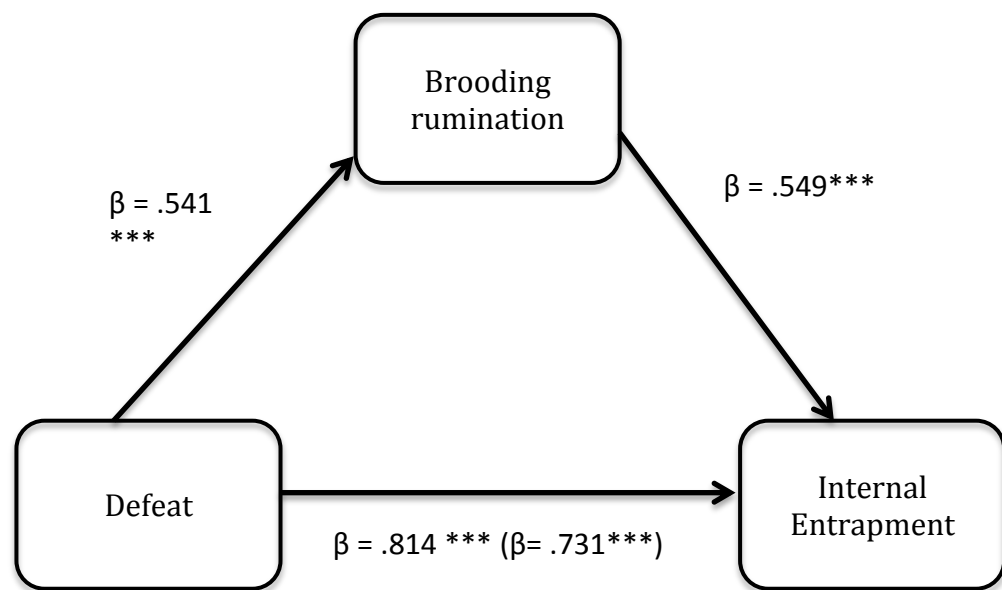 Brooding
rumination
β = .541
***
β = .549***
Defeat
Internal
Entrapment
β = .814 *** (β= .731***)